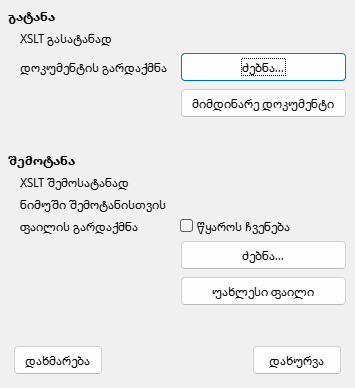 გატანა
XSLT გასატანად
დოკუმენტის გარდაქმნა
ძებნა...
მიმდინარე დოკუმენტი
შემოტანა
XSLT შემოსატანად
ნიმუში შემოტანისთვის
ფაილის გარდაქმნა
წყაროს ჩვენება
ძებნა...
უახლესი ფაილი
დახმარება
დახურვა